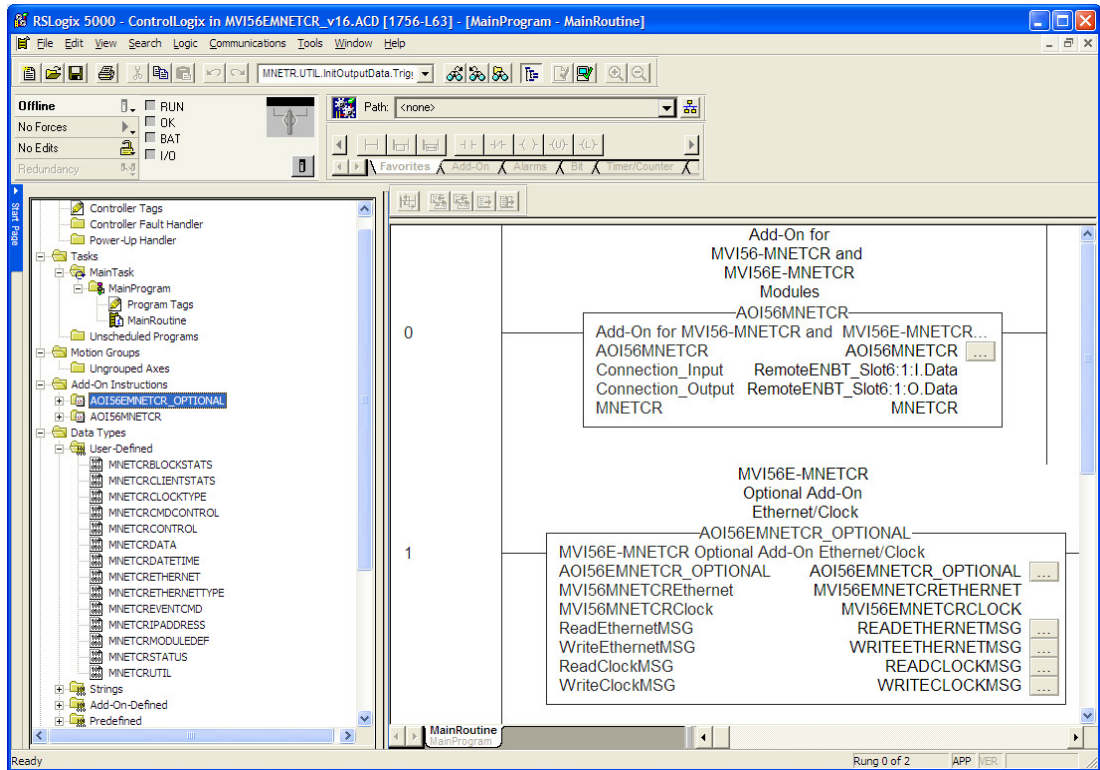 RSLogix 5000 - ControlLogix in MVI56EMNETCR_v16.ACD [1756-L63] - [MainProgram - MainRoutine]
File Edit View Search Logic Communications Tools Window Help
MNETR.UTIL.InitOutputData.Trig
Offline
RUN
No Forces
OK
No Edits
BAT
Redundancy
I/O
Path: <none>
Favorites Add-On Alarms Bit Timer/Counter
Start Page
Controller Tags
Controller Fault Handler
Power-Up Handler
Tasks
MainTask
MainProgram
Program Tags
MainRoutine
Unscheduled Programs
Motion Groups
Ungrouped Axes
Add-On Instructions
AOI56EMNETCR_OPTIONAL
AOI56MNETCR
Data Types
User-Defined
MNETCRBLOCKSTATS
MNETCRCLIENTSTATS
MNETCRCLOCKTYPE
MNETCRCMDCONTROL
MNETCRCONTROL
MNETCRDATA
MNETCRDATETIME
MNETCRETHERNET
MNETCRETHERNETTYPE
MNETCREVENTCMD
MNETCRIPADDRESS
MNETCRMODULEDEF
MNETCRSTATUS
MNETCRUTIL
Strings
Add-On-Defined
Predefined
Add-On for
MVI56-MNETCR and
MVI56E-MNETCR
Modules
AOI56MNETCR
0
Add-On for MVI56-MNETCR and MVI56E-MNETCR...
AOI56MNETCR AOI56MNETCR ...
Connection_Input RemoteENBT_Slot6:1:I.Data
Connection_Output RemoteENBT_Slot6:1:O.Data
MNETCR MNETCR
MVI56E-MNETCR
Optional Add-On
Ethernet/Clock
AOI56EMNETCR_OPTIONAL
1
MVI56E-MNETCR Optional Add-On Ethernet/Clock
AOI56EMNETCR_OPTIONAL AOI56EMNETCR_OPTIONAL ...
MVI56MNETCREthernet MVI56EMNETCRETHERNET
MVI56MNETCRClock MVI56EMNETCRCLOCK
ReadEthernetMSG READETHERNETMSG ...
WriteEthernetMSG WRITEETHERNETMSG ...
ReadClockMSG READCLOCKMSG ...
WriteClockMSG WRITECLOCKMSG ...
MainRoutine
MainProgram
Ready
Rung 0 of 2 APP VER